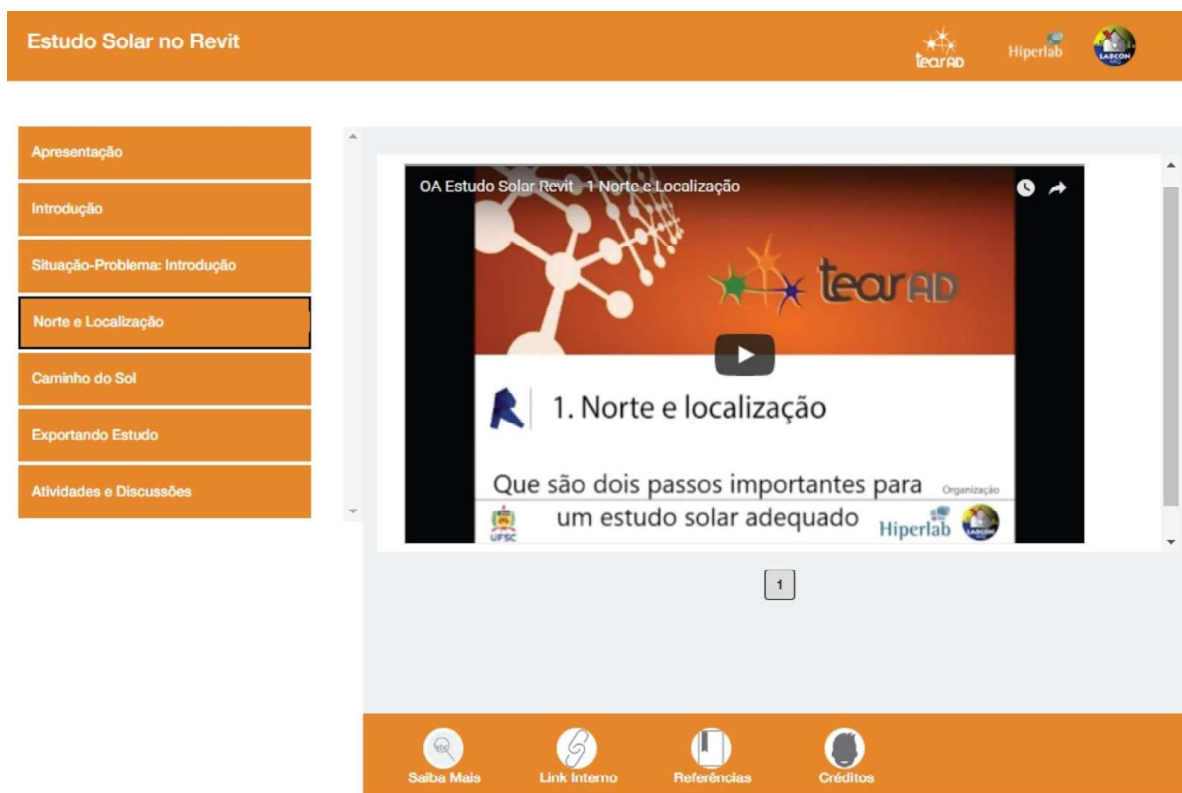 Estudo Solar no Revit
tearAD
Hiperlab
LABCON
Apresentação
Introdução
Situação-Problema: Introdução
Norte e Localização
Caminho do Sol
Exportando Estudo
Atividades e Discussões
OA Estudo Solar Revit - 1 Norte e Localização
tearAD
R
1. Norte e localização
Que são dois passos importantes para
um estudo solar adequado
Organização
UFSC
Hiperlab
LABCON
1
Saiba Mais
Link Interno
Referências
Créditos